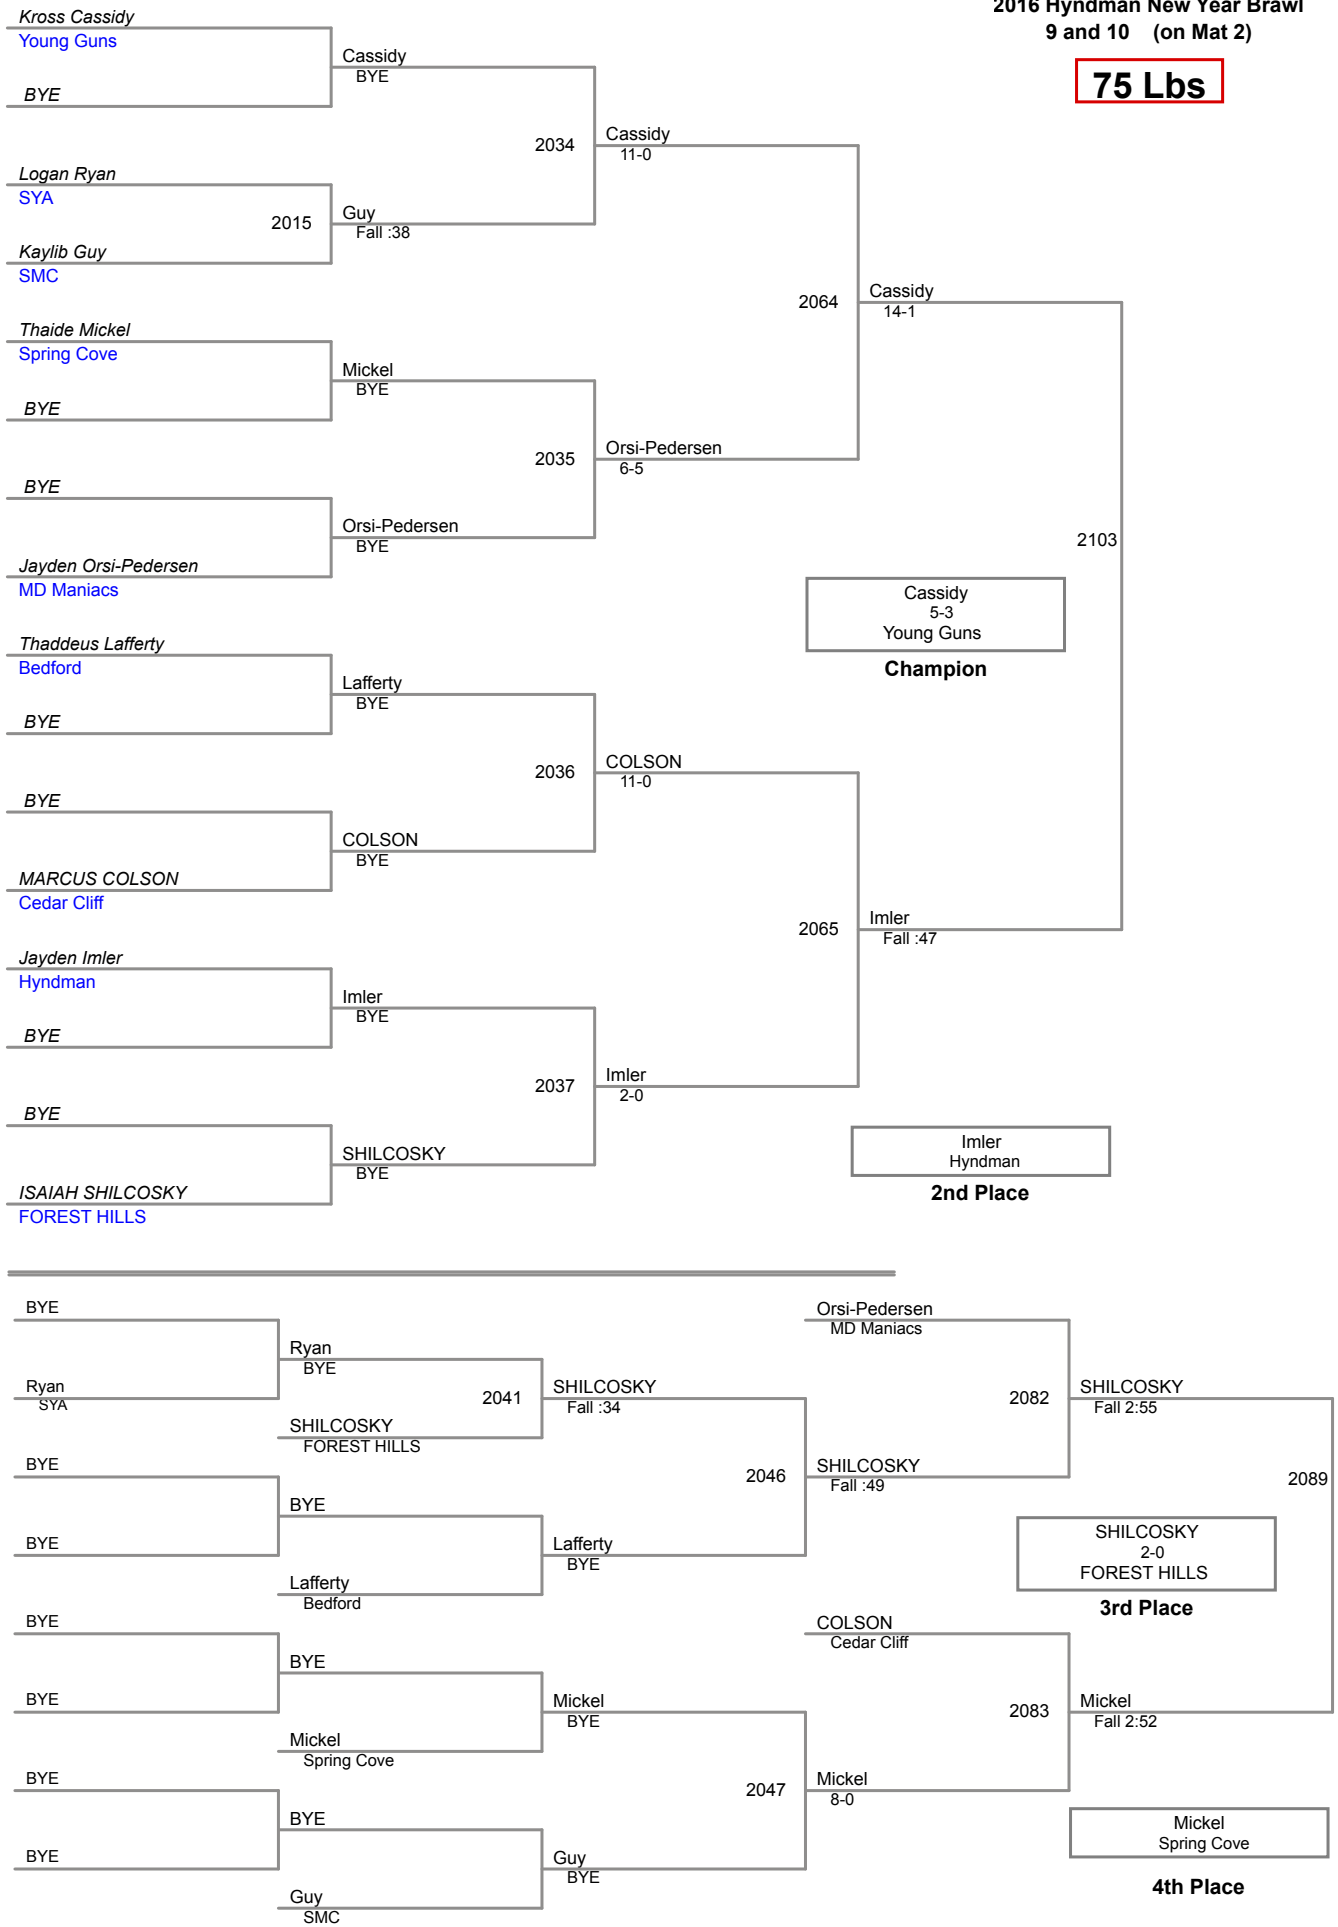 2016 Hyndman New Year Brawl
9 and 10 (on Mat 2)
75 Lbs
Kross Cassidy
Young Guns
BYE
Logan Ryan
SYA
2015
Kaylib Guy
SMC
Thaide Mickel
Spring Cove
BYE
BYE
Jayden Orsi-Pedersen
MD Maniacs
Thaddeus Lafferty
Bedford
BYE
BYE
MARCUS COLSON
Cedar Cliff
Jayden Imler
Hyndman
BYE
BYE
ISAIAH SHILCOSKY
FOREST HILLS
Cassidy
BYE
2034
Guy
Fall :38
Mickel
BYE
2035
Orsi-Pedersen
BYE
Lafferty
BYE
2036
COLSON
BYE
Imler
BYE
2037
SHILCOSKY
BYE
Cassidy
11-0
2064
Orsi-Pedersen
6-5
COLSON
11-0
2065
Imler
2-0
Cassidy
14-1
2103
Imler
Fall :47
Cassidy
5-3
Young Guns
Champion
Imler
Hyndman
2nd Place
BYE
Ryan
SYA
BYE
BYE
BYE
BYE
BYE
BYE
Ryan
BYE
2041
SHILCOSKY
FOREST HILLS
BYE
Lafferty
Bedford
BYE
Mickel
Spring Cove
BYE
Guy
SMC
SHILCOSKY
Fall :34
2046
Lafferty
BYE
Mickel
BYE
2047
Guy
BYE
Orsi-Pedersen
MD Maniacs
2082
SHILCOSKY
Fall :49
COLSON
Cedar Cliff
2083
Mickel
8-0
SHILCOSKY
Fall 2:55
2089
Mickel
Fall 2:52
SHILCOSKY
2-0
FOREST HILLS
3rd Place
Mickel
Spring Cove
4th Place